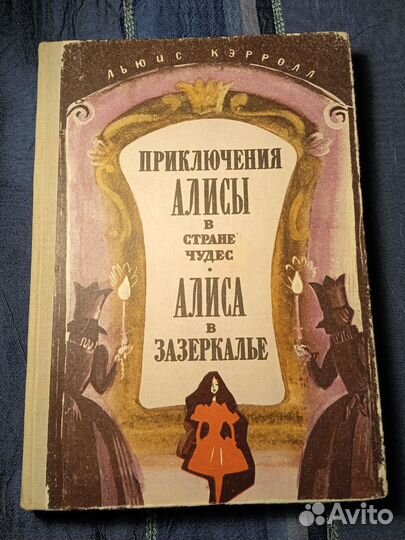 ЛЬЮИС КЭРРОЛЛ
ПРИКЛЮЧЕНИЯ
АЛИСЫ
В
СТРАНЕ
ЧУДЕС
•
АЛИСА
В
ЗАЗЕРКАЛЬЕ
Avito